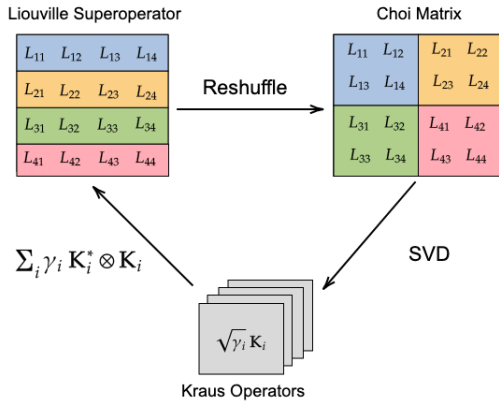 Liouville Superoperator
Choi Matrix
L₁₁ L₁₂ L₁₃ L₁₄
L₂₁ L₂₂ L₂₃ L₂₄
L₃₁ L₃₂ L₃₃ L₃₄
L₄₁ L₄₂ L₄₃ L₄₄
Reshuffle
L₁₁ L₁₂ L₂₁ L₂₂
L₁₃ L₁₄ L₂₃ L₂₄
L₃₁ L₃₂ L₄₁ L₄₂
L₃₃ L₃₄ L₄₃ L₄₄
∑ᵢ γᵢ Kᵢ* ⊗ Kᵢ
SVD
√γᵢ Kᵢ
Kraus Operators